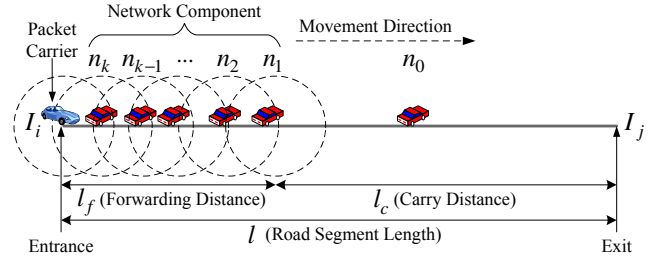 Network Component
Packet Carrier
Movement Direction
n_k n_{k-1} ... n_2 n_1 n_0
I_i I_j
l_f (Forwarding Distance) l_c (Carry Distance)
l (Road Segment Length)
Entrance Exit